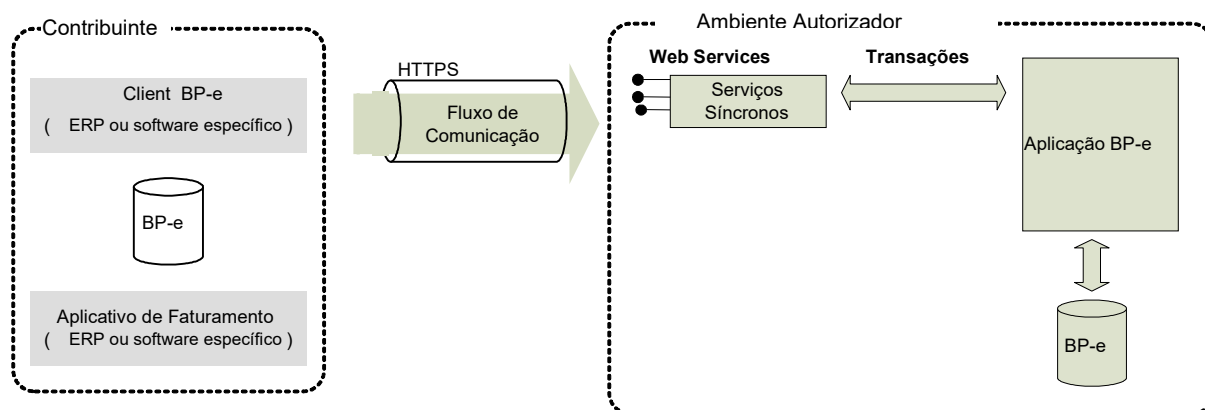 Contribuinte
Client BP-e
( ERP ou software específico )
BP-e
Aplicativo de Faturamento
( ERP ou software específico )
HTTPS
Fluxo de
Comunicação
Ambiente Autorizador
Web Services
Serviços
Síncronos
Transações
Aplicação BP-e
BP-e